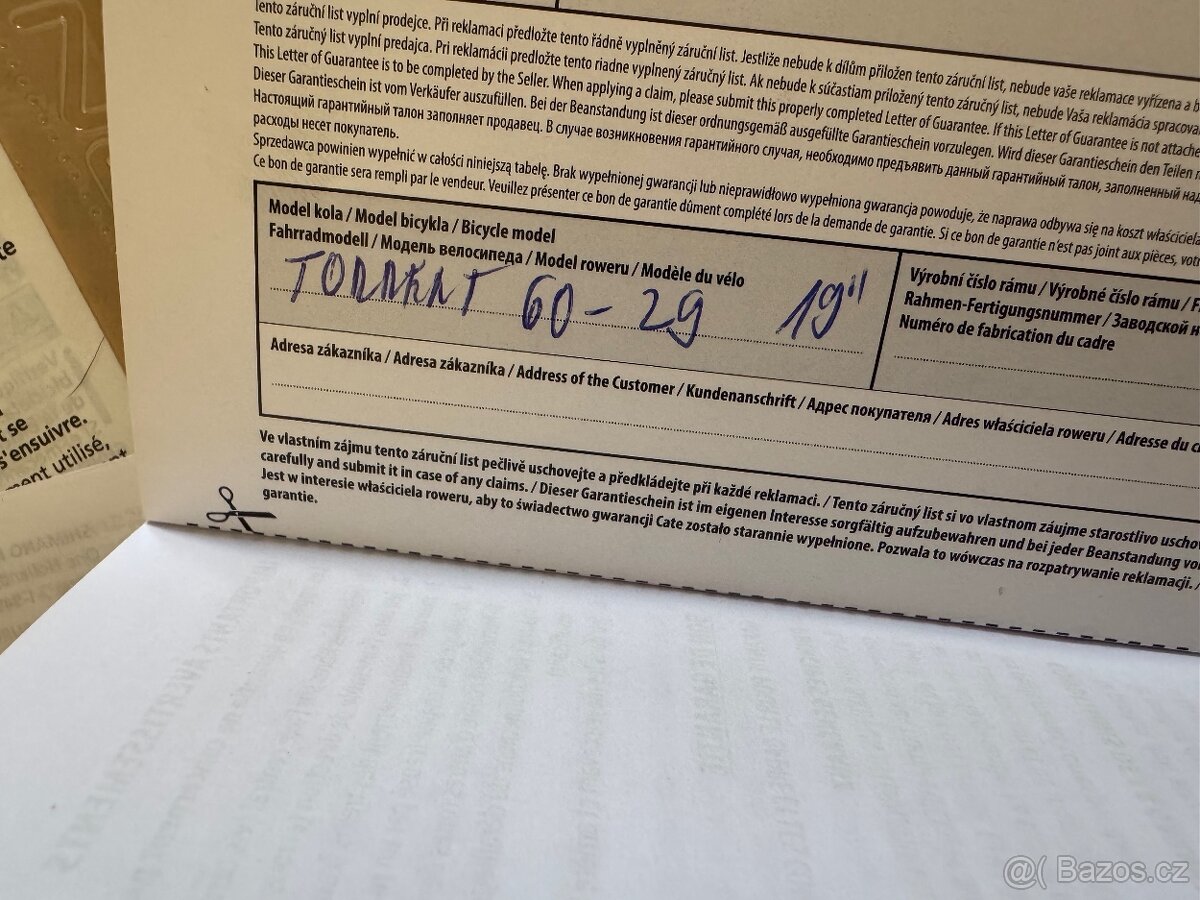 Tento záruční list vyplní prodejce. Při reklamaci předložte tento řádně vyplněný záruční list. Jestliže nebude k dílům přiložen tento záruční list, nebude vaše reklamace vyřízena a
Tento záručný list vyplní predajca. Pri reklamácii predložte tento riadne vyplnený záručný list. Ak nebude k súčastiam priložený tento záručný list, nebude Vaša reklamácia
This Letter of Guarantee is to be completed by the Seller. When applying a claim, please submit this properly completed Letter of Guarantee. If this Letter of Guarantee is not
Dieser Garantieschein ist vom Verkäufer auszufüllen. Bei der Beanstandung ist dieser ordnungsgemäß ausgefüllte Garantieschein vorzulegen. Wird dieser Garantieschein den Teilen
Настоящий гарантийный талон заполняет продавец. В случае возникновения гарантийного случая, необходимо предъявить данный гарантийный талон, заполненный
расходы несет покупатель.
Sprzedawca powinien wypełnić w całości niniejszą tabelę. Brak wypełnionej gwarancji lub nieprawidłowo wypełniona gwarancja powoduje, że naprawa odbywa się na koszt właściciela
Ce bon de garantie sera rempli par le vendeur. Veuillez présenter ce bon de garantie dûment complété lors de la demande de garantie. Si ce bon de garantie n'est pas joint aux pièces,
Model kola / Model bicykla / Bicycle model
Fahrradmodell / Модель велосипеда / Model roweru / Modèle du vélo
60-29 19"
Výrobní číslo rámu / Výrobné číslo rámu /
Rahmen-Fertigungsnummer / Заводской
Numéro de fabrication du cadre
Adresa zákazníka / Adresa zákazníka / Address of the Customer / Kundenanschrift / Адрес покупателя / Adres właściciela roweru / Adresse du
Ve vlastním zájmu tento záruční list pečlivě uschovejte a předkládejte při každé reklamaci. / Tento záručný list si vo vlastnom záujme starostlivo
carefully and submit it in case of any claims. / Dieser Garantieschein ist im eigenen Interesse sorgfältig aufzubewahren und bei jeder Beanstandung
Jest w interesie właściciela roweru, aby to świadectwo gwarancji Cate zostało starannie wypełnione. Pozwala to wówczas na rozpatrywanie reklamacji. /
garantie.
se
s'ensuivre.
utilisé,
@( Bazos.cz